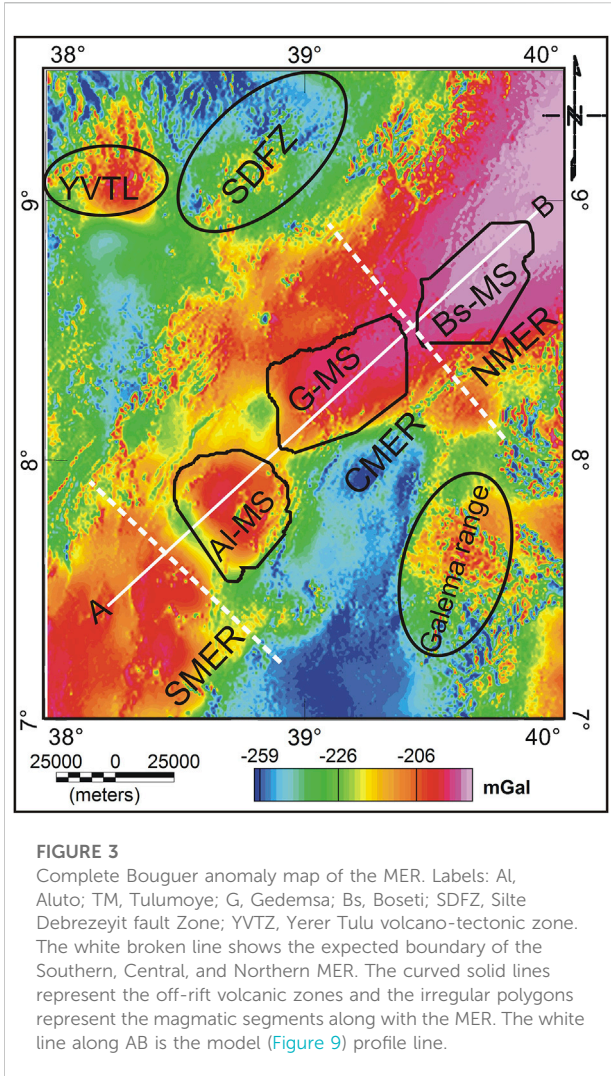 38° 39° 40°
N
YVTL
SDFZ
9° 9°
B
Bs-MS
G-MS
NMER
CMER
8° 8°
Al-MS
Galema range
A
SMER
7° 7°
38° 39° 40°
25000 0 25000
(meters)
-259 -226 -206
mGal
FIGURE 3
Complete Bouguer anomaly map of the MER. Labels: Al,
Aluto; TM, Tulumoye; G, Gedemsa; Bs, Boseti; SDFZ, Silte
Debrezeyit fault Zone; YVTZ, Yerer Tulu volcano-tectonic zone.
The white broken line shows the expected boundary of the
Southern, Central, and Northern MER. The curved solid lines
represent the off-rift volcanic zones and the irregular polygons
represent the magmatic segments along with the MER. The white
line along AB is the model (Figure 9) profile line.